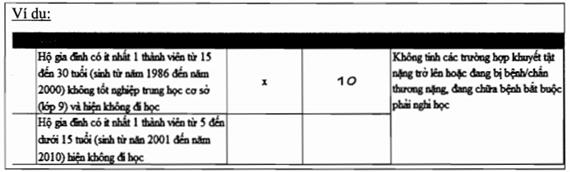 Ví dụ:
Hộ gia đình có ít nhất 1 thành viên từ 15
đến 30 tuổi (sinh từ năm 1986 đến năm
2000) không tốt nghiệp trung học cơ sở
(lớp 9) và hiện không đi học
x
10
Không tính các trường hợp khuyết tật
nặng trở lên hoặc đang bị bệnh/chấn
thương nặng, đang chữa bệnh bắt buộc
phải nghỉ học
Hộ gia đình có ít nhất 1 thành viên từ 5 đến
dưới 15 tuổi (sinh từ năn 2001 đến năm
2010) hiện không đi học